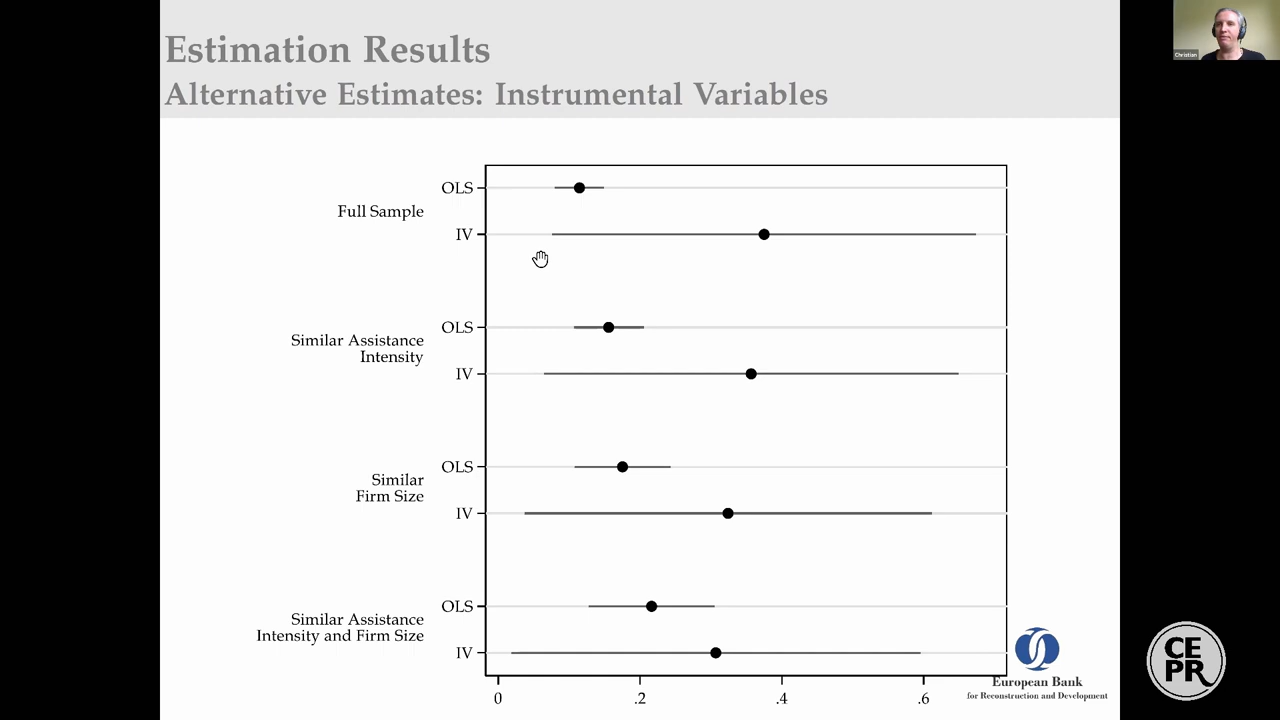 Estimation Results
Alternative Estimates: Instrumental Variables
Christian
OLS
Full Sample
IV
OLS
Similar Assistance
Intensity
IV
OLS
Similar
Firm Size
IV
OLS
Similar Assistance
Intensity and Firm Size
IV
0 .2 .4 .6
European Bank
for Reconstruction and Development
CE
PR